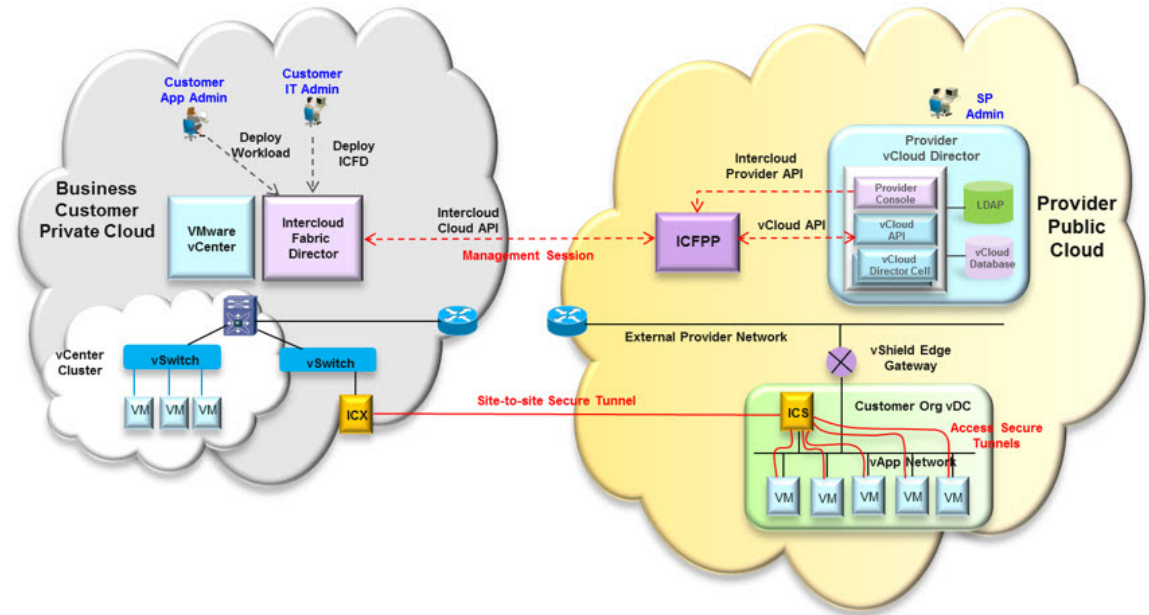 Customer
App Admin
Customer
IT Admin
Deploy
Workload
Deploy
ICFD
Business
Customer
Private Cloud
VMware
vCenter
Intercloud
Fabric
Director
Intercloud
Cloud API
Management Session
vCenter
Cluster
vSwitch
vSwitch
VM
VM
VM
ICX
Site-to-site Secure Tunnel
SP
Admin
Provider
vCloud Director
Intercloud
Provider API
Provider
Console
LDAP
ICFPP
vCloud API
vCloud
API
vCloud
Director Cell
vCloud
Database
Provider
Public
Cloud
External Provider Network
vShield Edge
Gateway
ICS
Customer Org vDC
Access Secure
Tunnels
vApp Network
VM
VM
VM
VM
VM